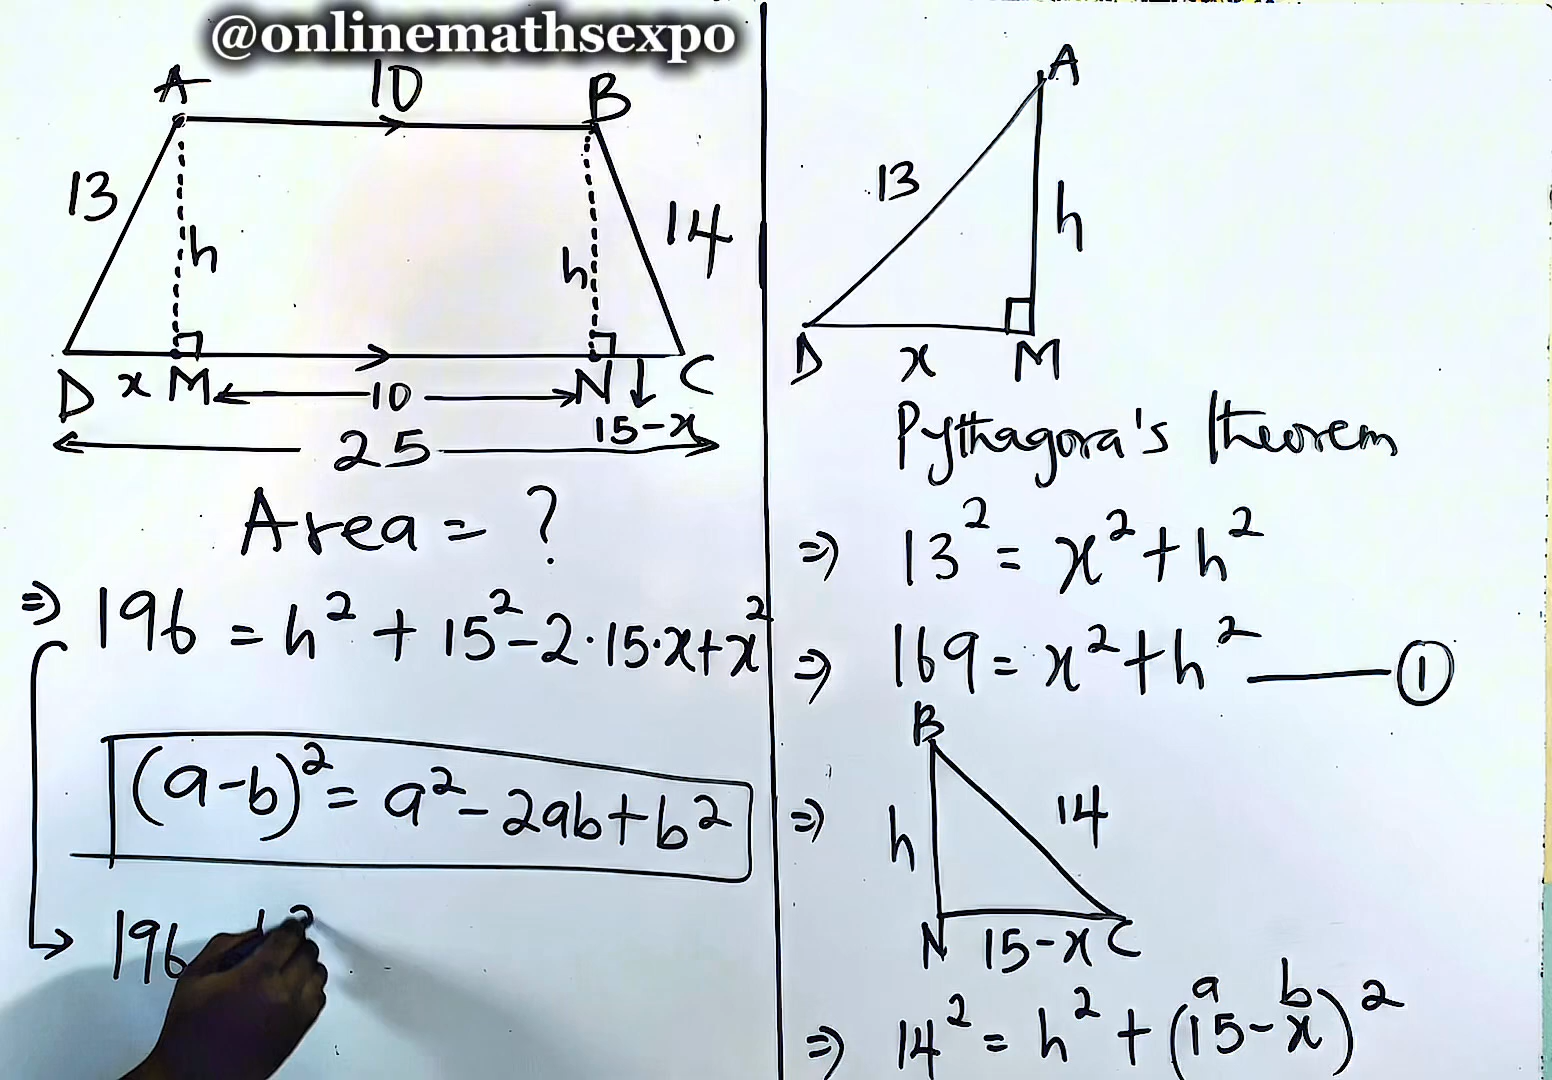 @onlinemathsexpo
A 10 B
13 h h 14
D x M 10 N C
15-x
25
Area = ?
⇒ 196 = h² + 15² - 2·15·x + x²
(a-b)² = a² - 2ab + b²
196
A
13 h
D x M
Pythagora's theorem
⇒ 13² = x² + h²
⇒ 169 = x² + h² —— ①
B
⇒ h 14
N 15-x C
a b
⇒ 14² = h² + (15-x)²